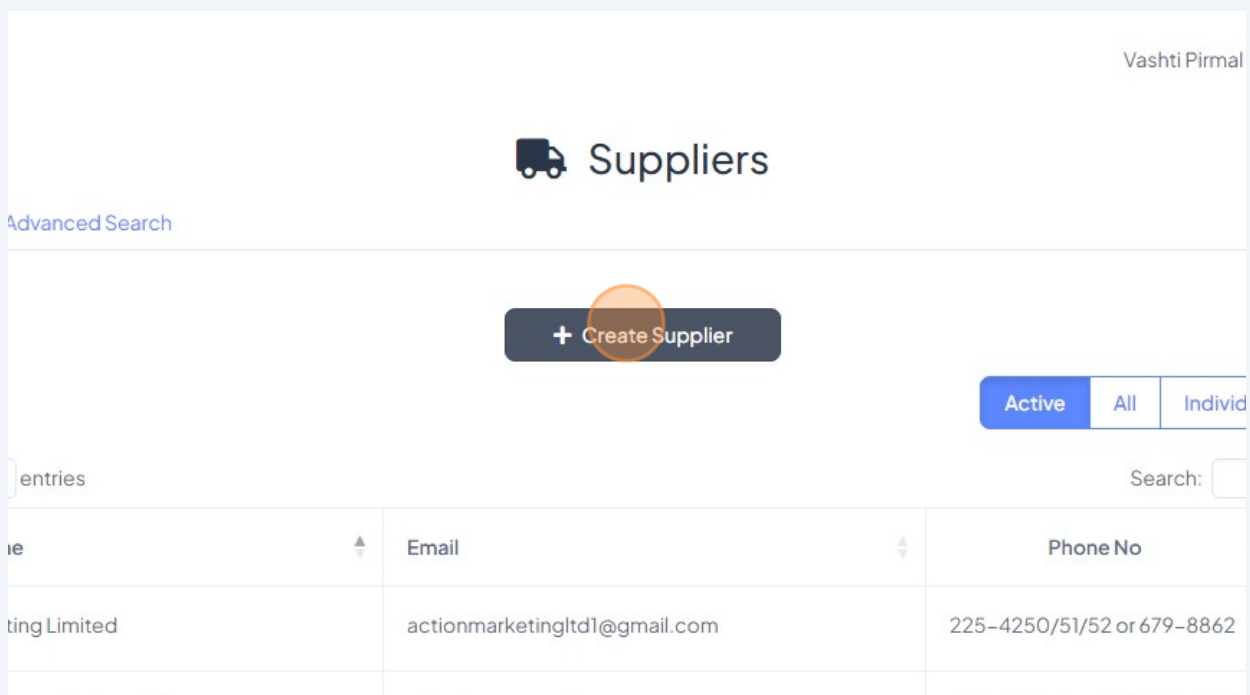 Vashti Pirmal
Suppliers
Advanced Search
+ Create Supplier
Active All Individ
entries Search:
ne Email Phone No
ting Limited actionmarketingltd1@gmail.com 225-4250/51/52 or 679-8862